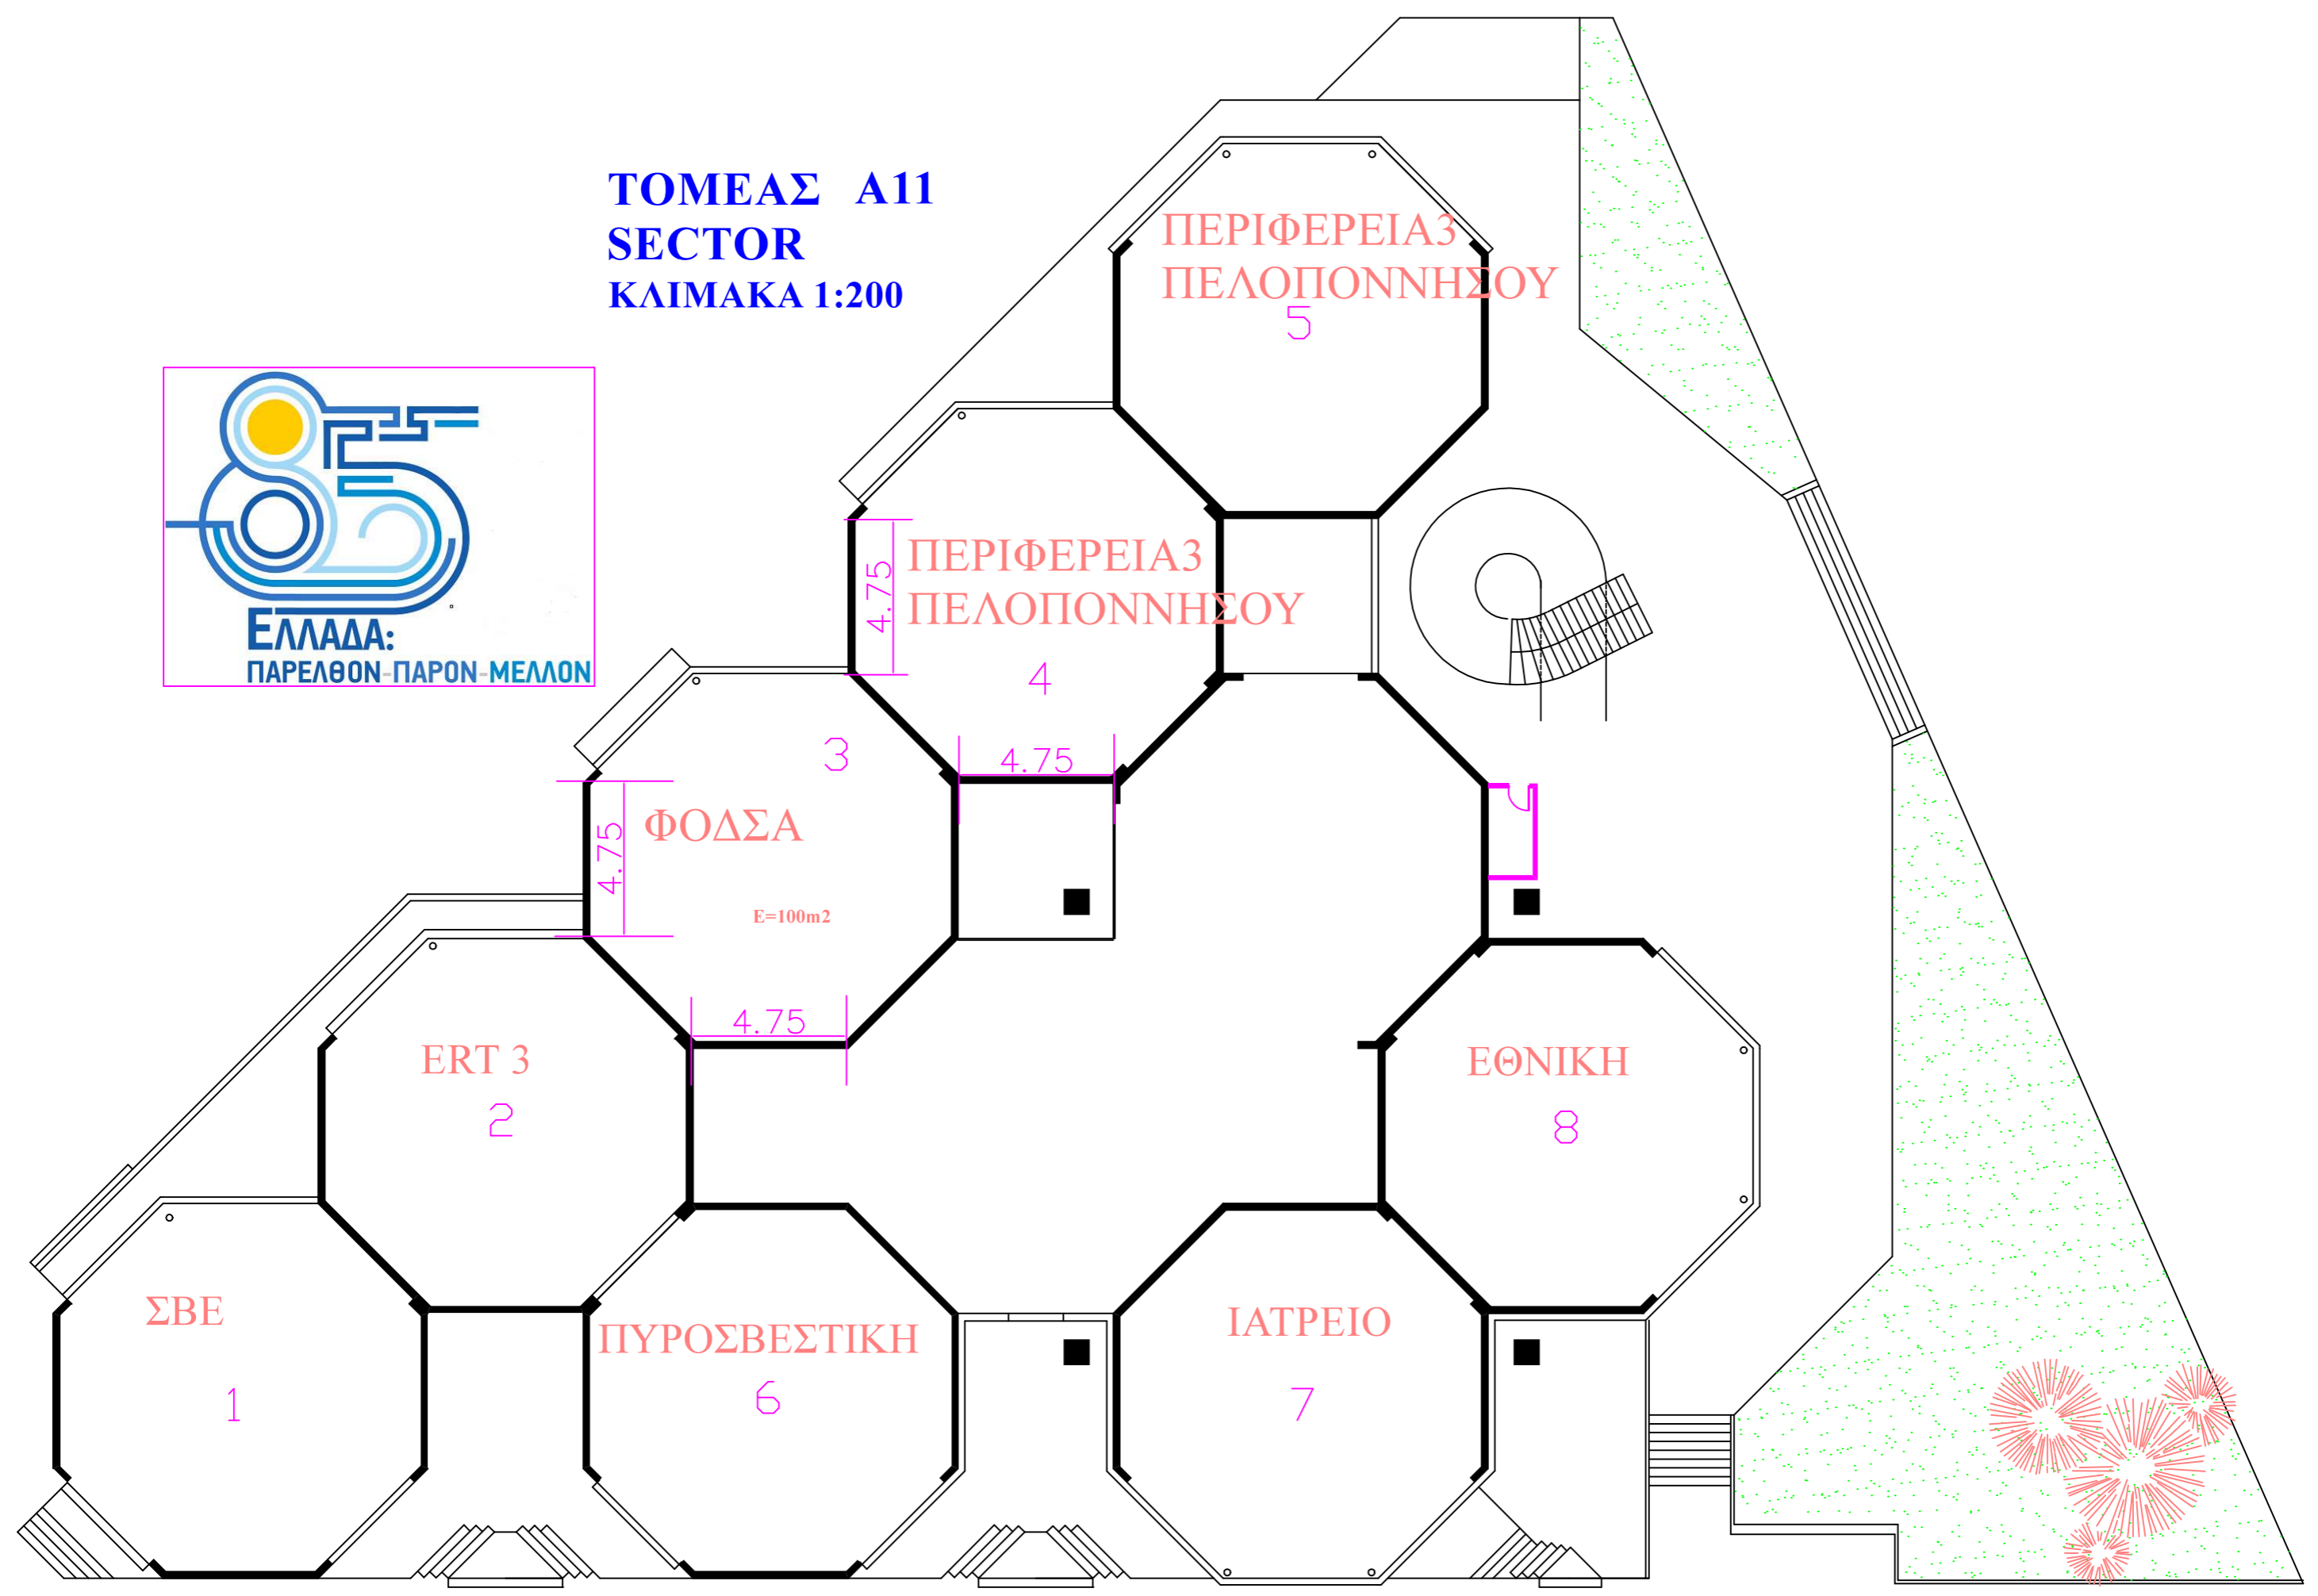 ΤΟΜΕΑΣ Α11
SECTOR
ΚΛΙΜΑΚΑ 1:200
ΕΛΛΑΔΑ:
ΠΑΡΕΛΘΟΝ-ΠΑΡΟΝ-ΜΕΛΛΟΝ
ΠΕΡΙΦΕΡΕΙΑ3
ΠΕΛΟΠΟΝΝΗΣΟΥ
5
ΠΕΡΙΦΕΡΕΙΑ3
ΠΕΛΟΠΟΝΝΗΣΟΥ
4
4.75
4.75
3
ΦΟΔΣΑ
E=100m2
4.75
4.75
ERT 3
2
ΕΘΝΙΚΗ
8
ΣΒΕ
1
ΠΥΡΟΣΒΕΣΤΙΚΗ
6
ΙΑΤΡΕΙΟ
7